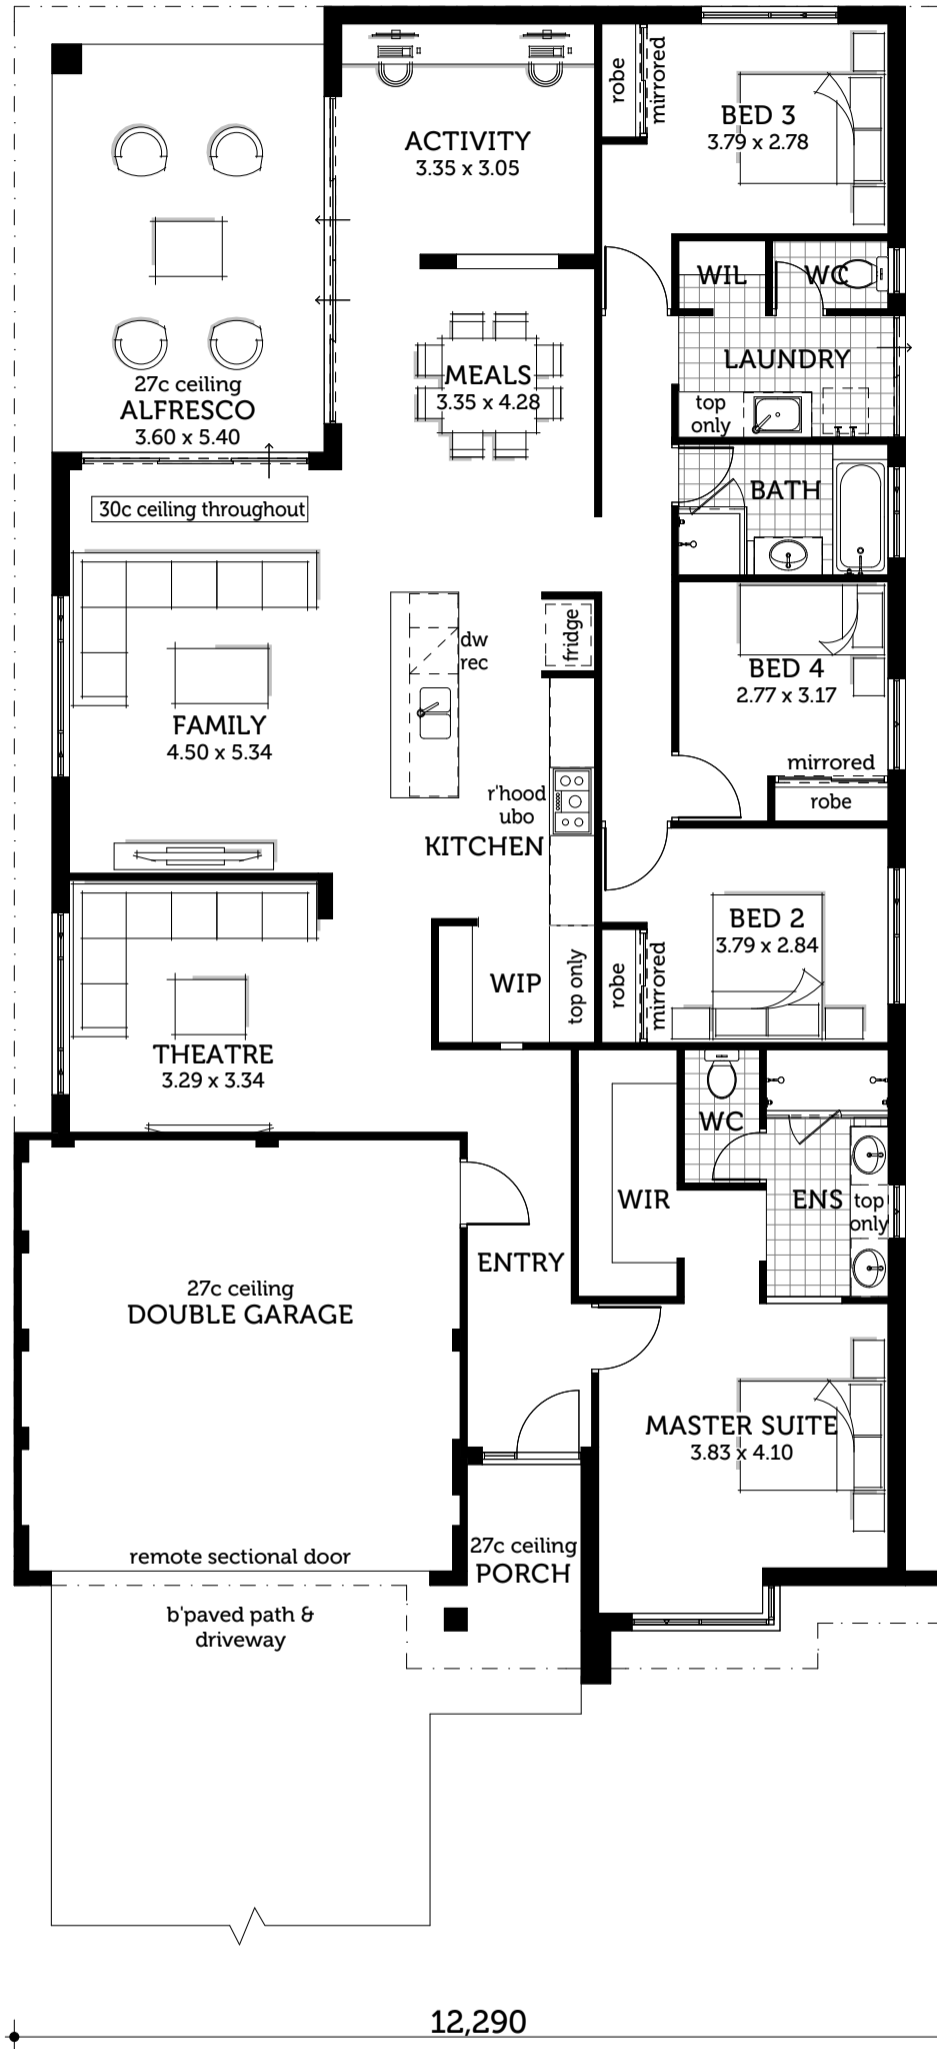 robe
mirrored
BED 3
3.79 x 2.78
ACTIVITY
3.35 x 3.05
WIL
WC
LAUNDRY
top
only
MEALS
3.35 x 4.28
27c ceiling
ALFRESCO
3.60 x 5.40
30c ceiling throughout
BATH
fridge
dw
rec
BED 4
2.77 x 3.17
mirrored
robe
FAMILY
4.50 x 5.34
r'hood
ubo
KITCHEN
BED 2
3.79 x 2.84
robe
mirrored
WIP
top only
THEATRE
3.29 x 3.34
WC
WIR
ENS
top
only
ENTRY
27c ceiling
DOUBLE GARAGE
MASTER SUITE
3.83 x 4.10
remote sectional door
27c ceiling
PORCH
b'paved path &
driveway
12,290